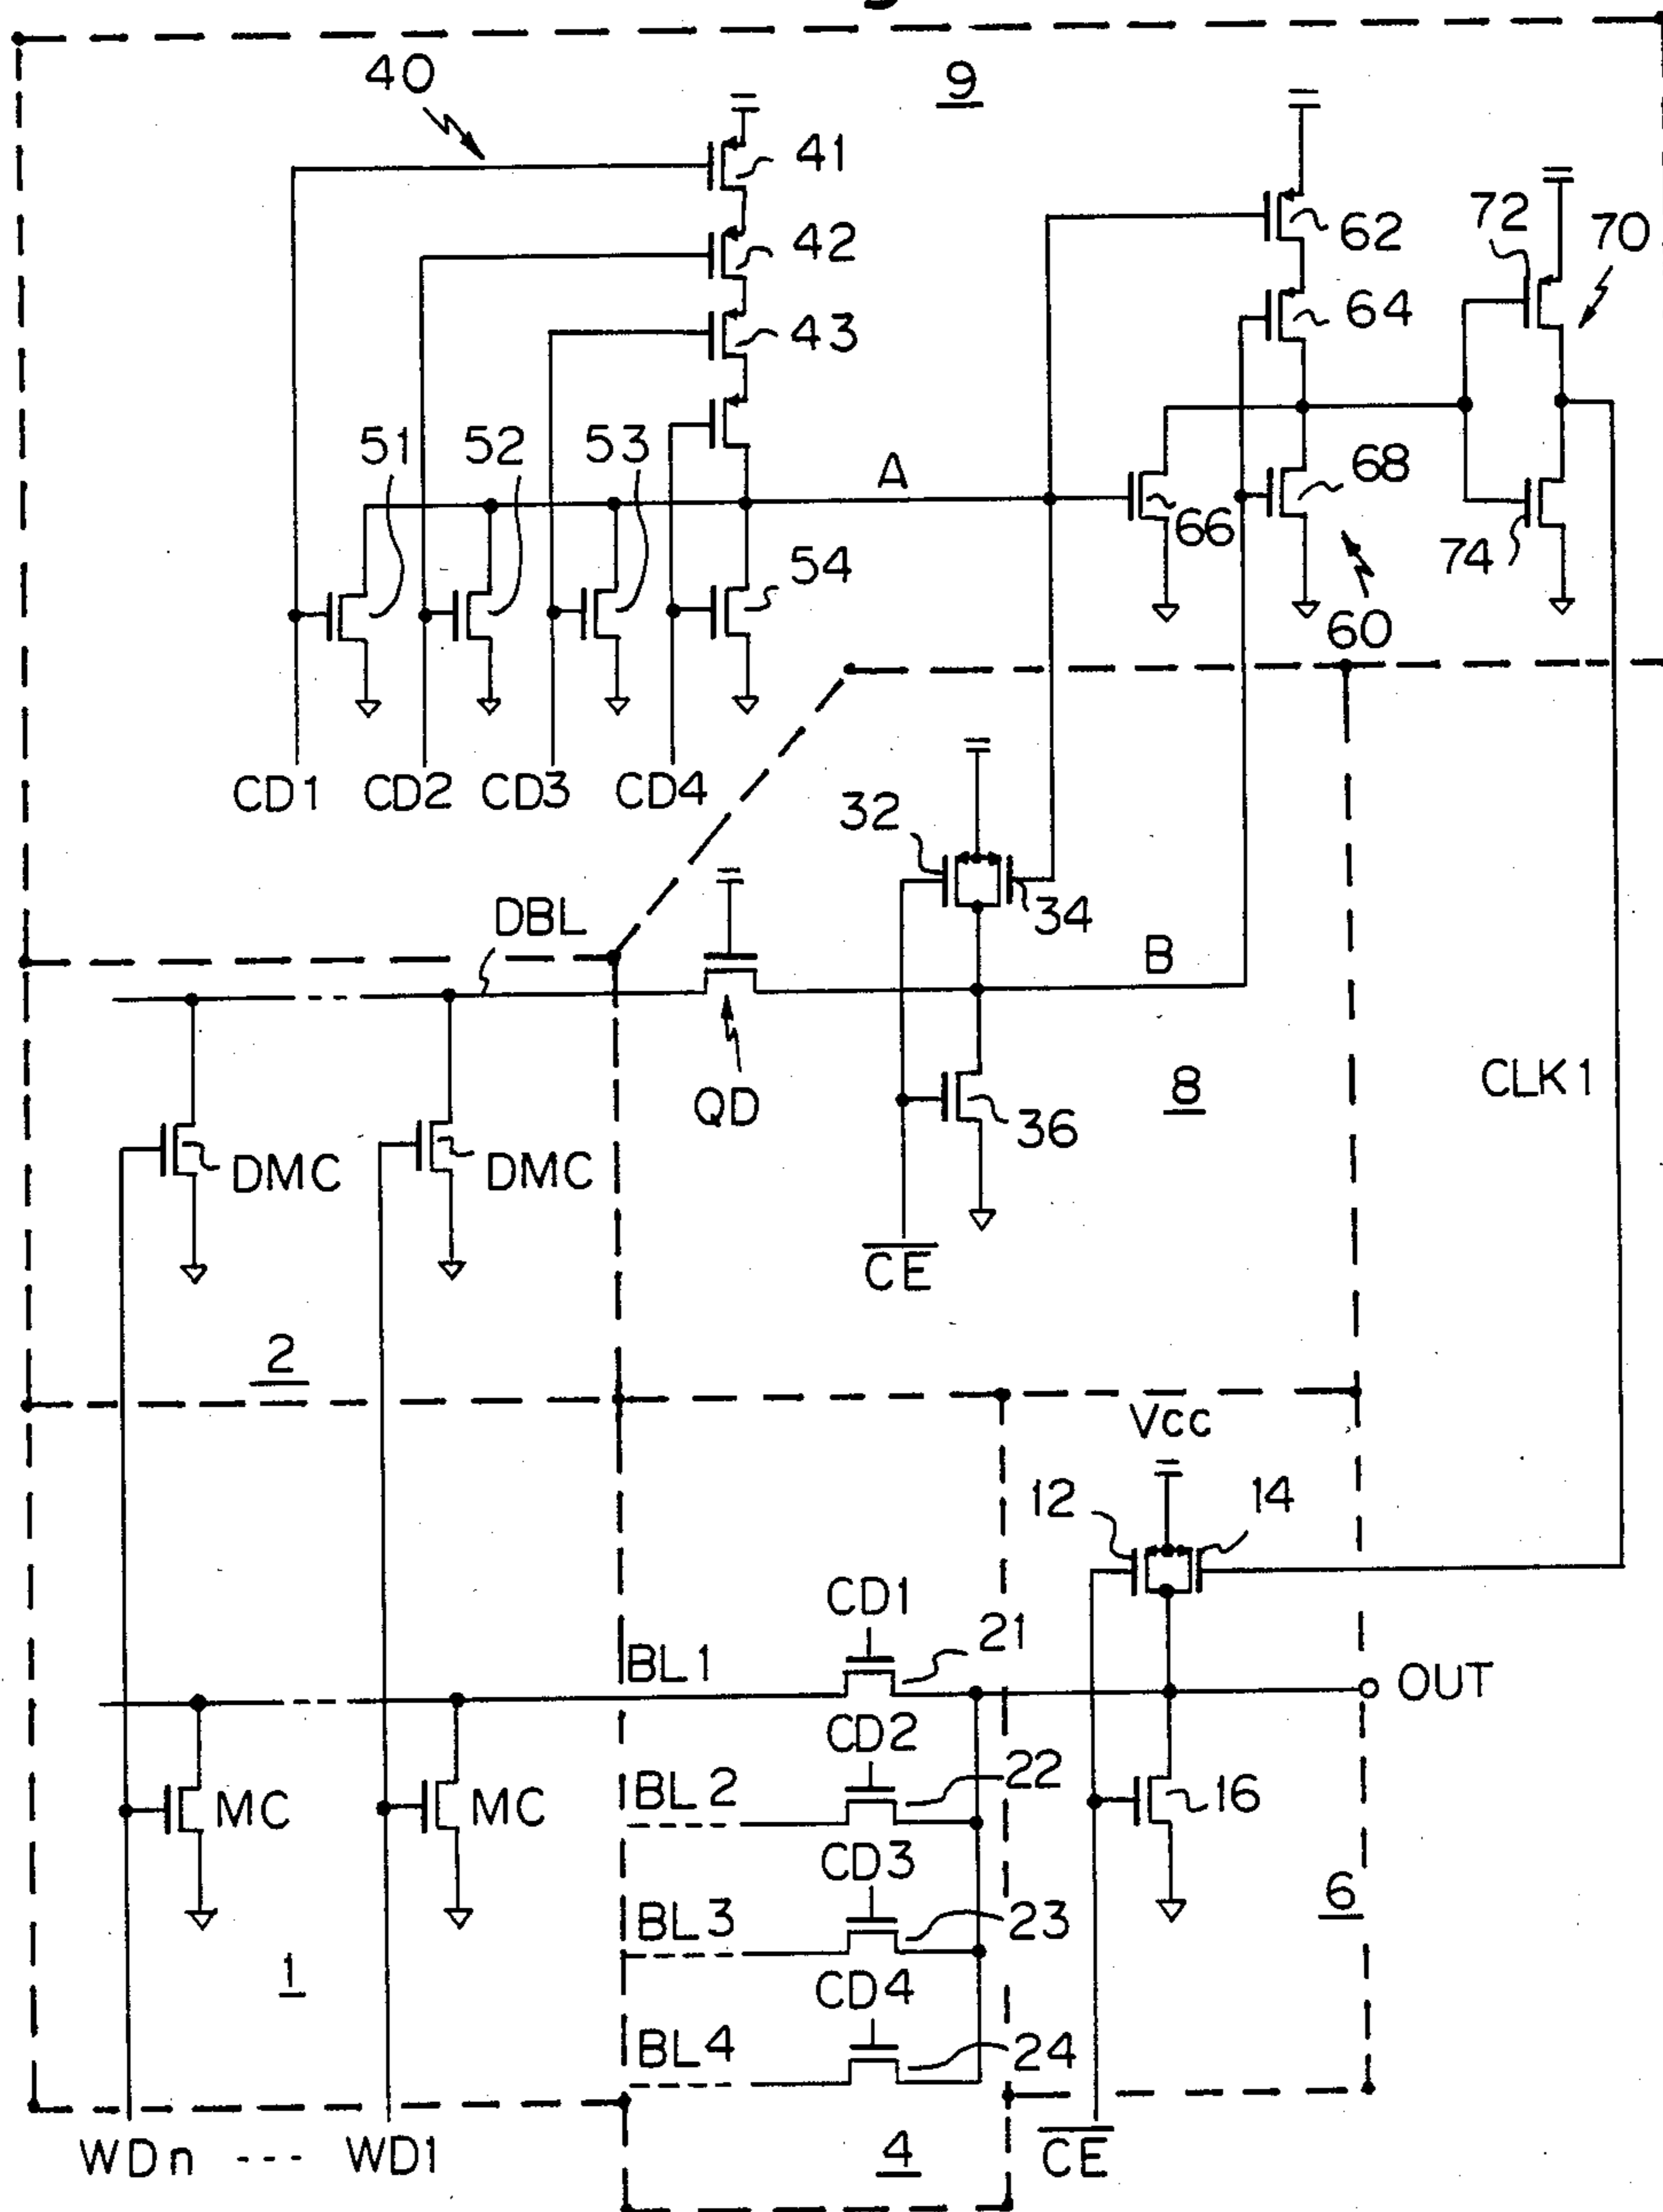 40
9
41
42
43
62
64
72
70
51
52
53
A
66
68
74
54
60
CD1
CD2
CD3
CD4
32
34
DBL
B
QD
8
CLK1
36
DMC
DMC
CE
2
Vcc
12
14
CD1
21
BL1
OUT
CD2
22
BL2
MC
MC
16
CD3
BL3
23
6
1
CD4
BL4
24
WDn --- WD1
4
CE